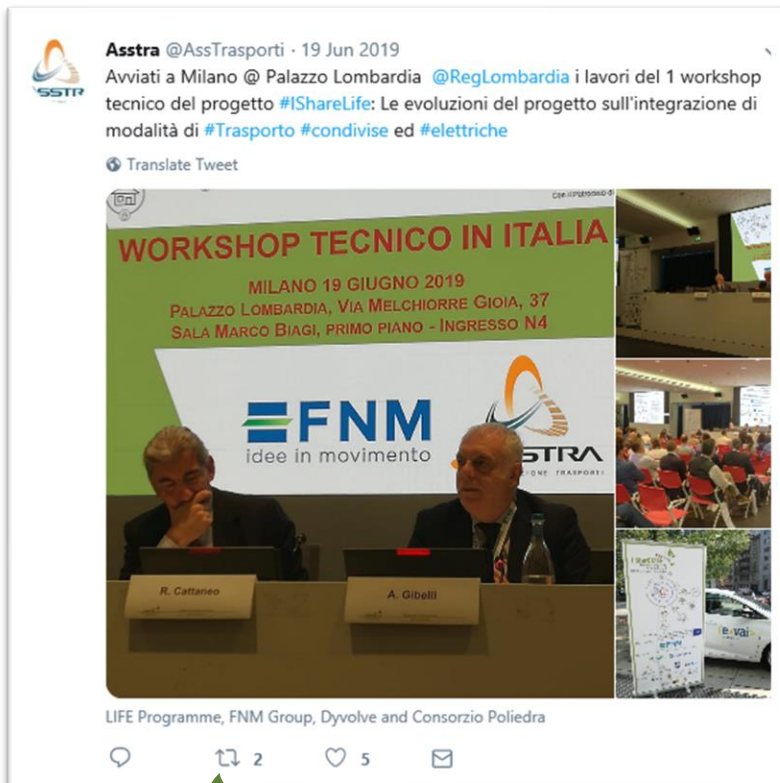 Asstra @AssTrasporti · 19 Jun 2019
Avviati a Milano @ Palazzo Lombardia @RegLombardia i lavori del 1 workshop
tecnico del progetto #IShareLife: Le evoluzioni del progetto sull'integrazione di
modalità di #Trasporto #condivise ed #elettriche
Translate Tweet
WORKSHOP TECNICO IN ITALIA
MILANO 19 GIUGNO 2019
PALAZZO LOMBARDIA, VIA MELCHIORRE GIOIA, 37
SALA MARCO BIAGI, PRIMO PIANO - INGRESSO N4
FNM
idee in movimento
STRA
IONE TRASPORTI
R. Cattaneo
A. Gibelli
LIFE Programme, FNM Group, Dyvolve and Consorzio Poliedra
2
5